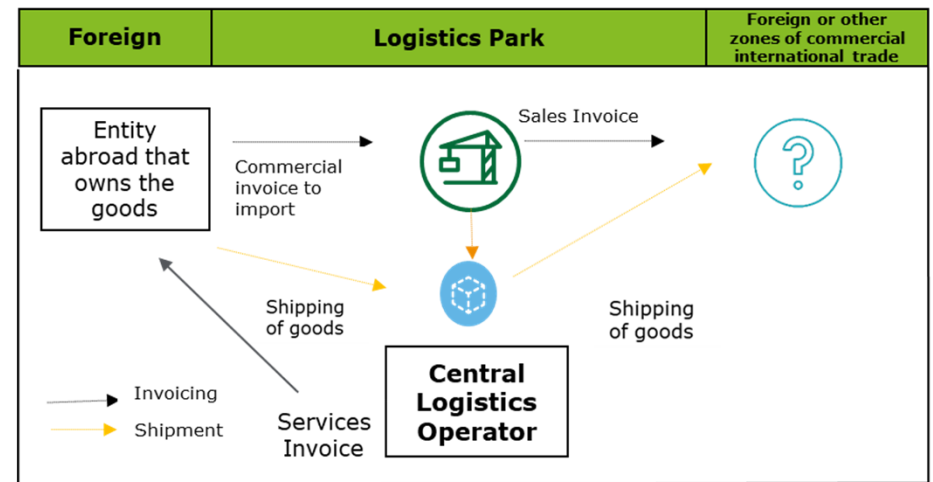 Foreign
Logistics Park
Foreign or other
zones of commercial
international trade
Entity
abroad that
owns the
goods
Commercial
invoice to
import
Sales Invoice
Shipping
of goods
Shipping
of goods
Central
Logistics
Operator
Services
Invoice
Invoicing
Shipment